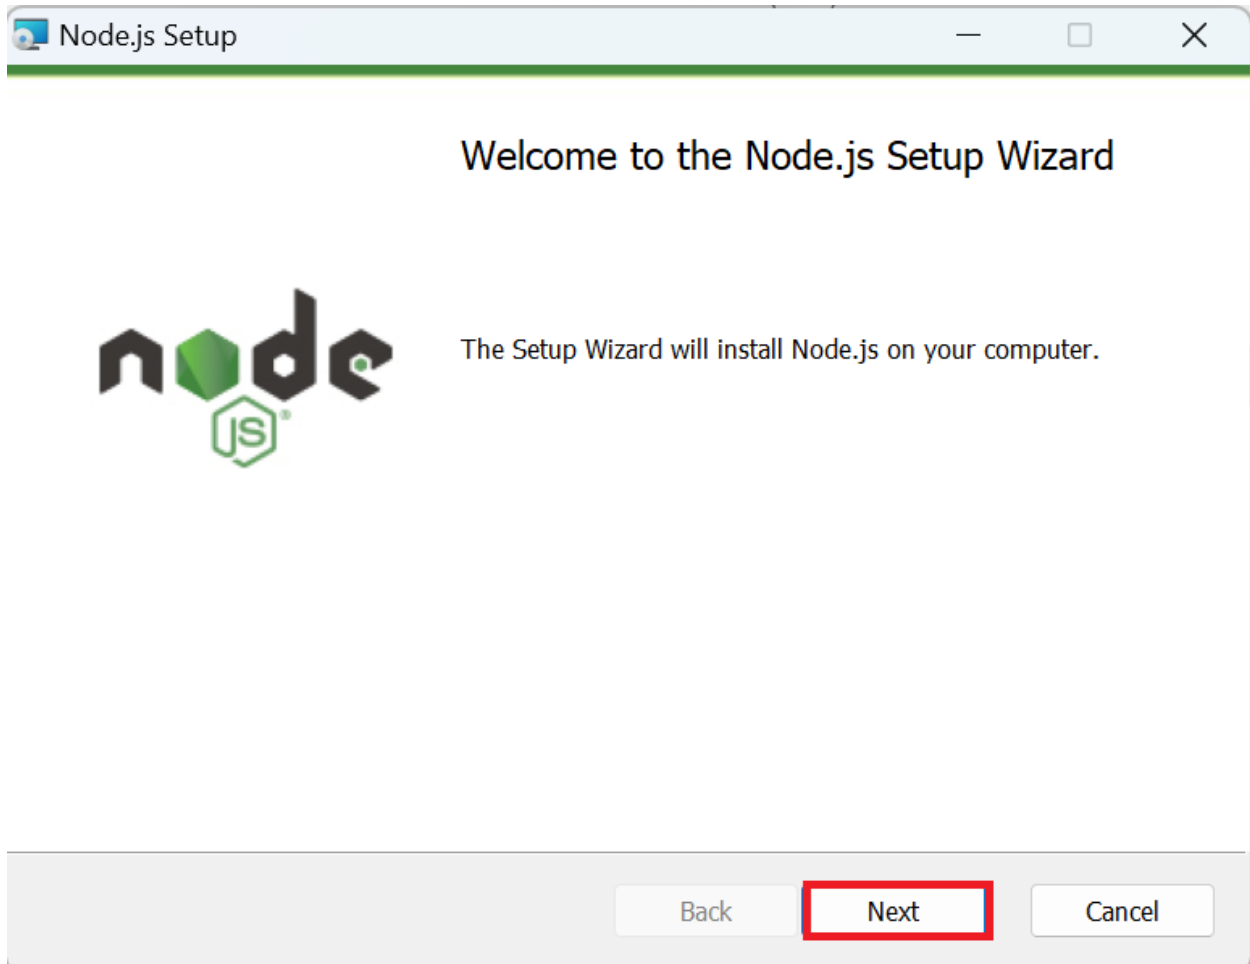 Node.js Setup
Welcome to the Node.js Setup Wizard
The Setup Wizard will install Node.js on your computer.
node
JS®
Back Next Cancel